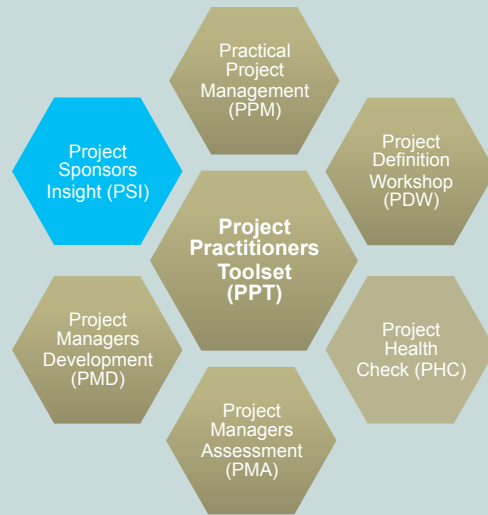 Practical
Project
Management
(PPM)
Project
Sponsors
Insight (PSI)
Project
Definition
Workshop
(PDW)
Project
Practitioners
Toolset
(PPT)
Project
Managers
Development
(PMD)
Project
Health
Check (PHC)
Project
Managers
Assessment
(PMA)